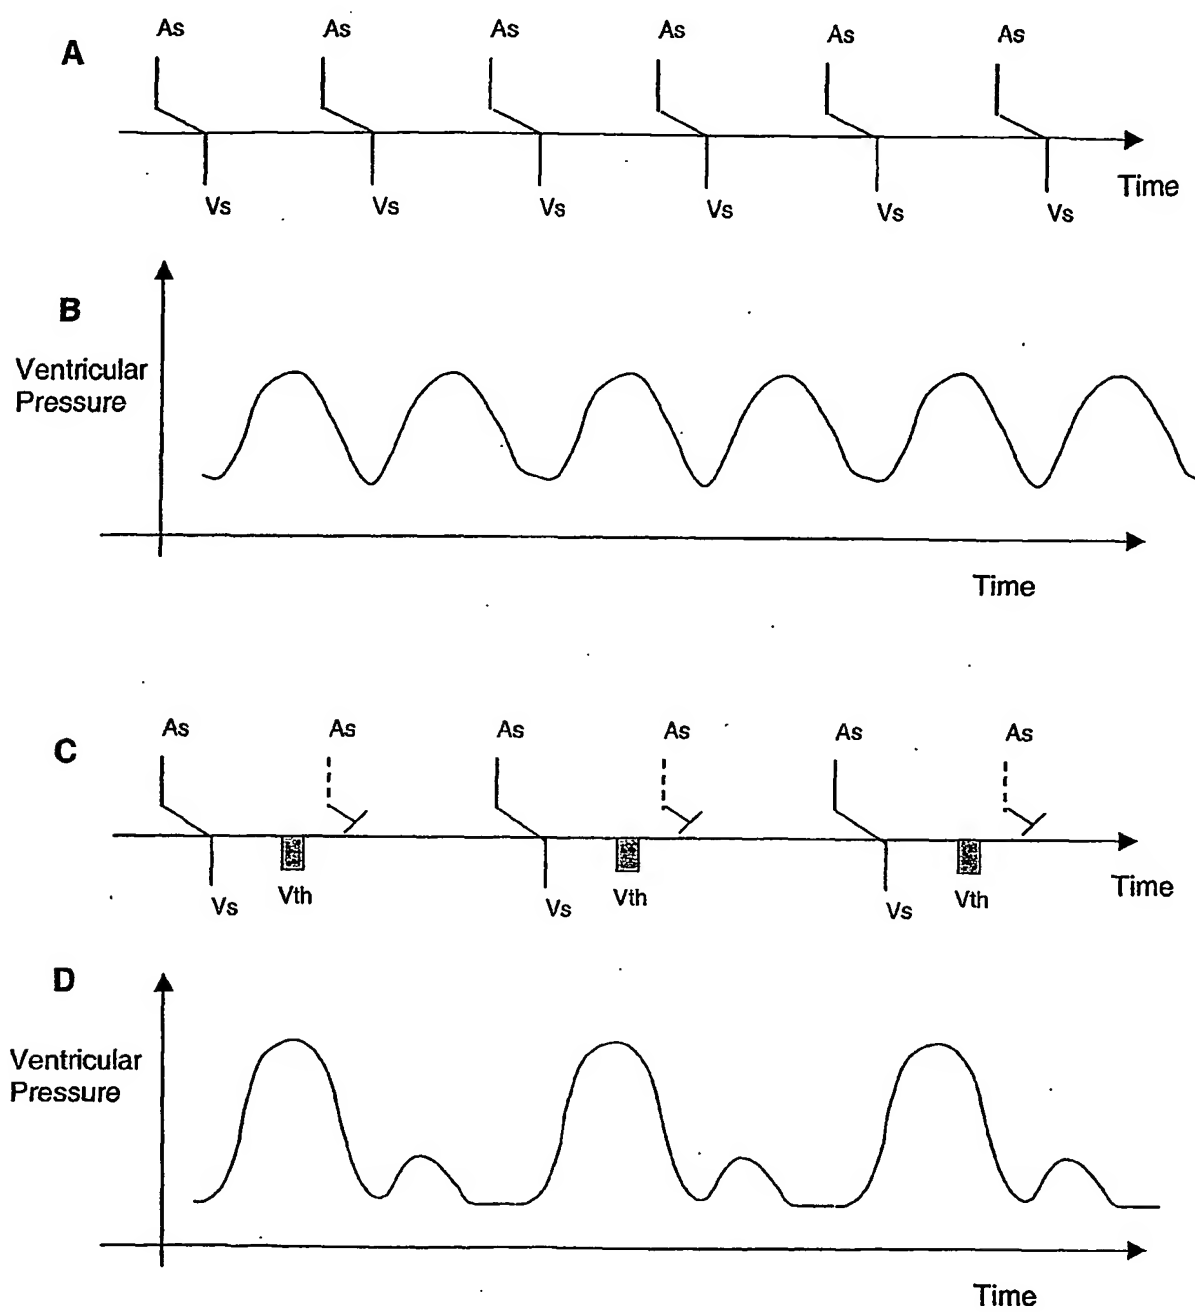 A
As As As As As As
Vs Vs Vs Vs Vs Vs
Time
B
Ventricular
Pressure
Time
C
As As As As As As
Vs Vth Vs Vth Vs Vth
Time
D
Ventricular
Pressure
Time